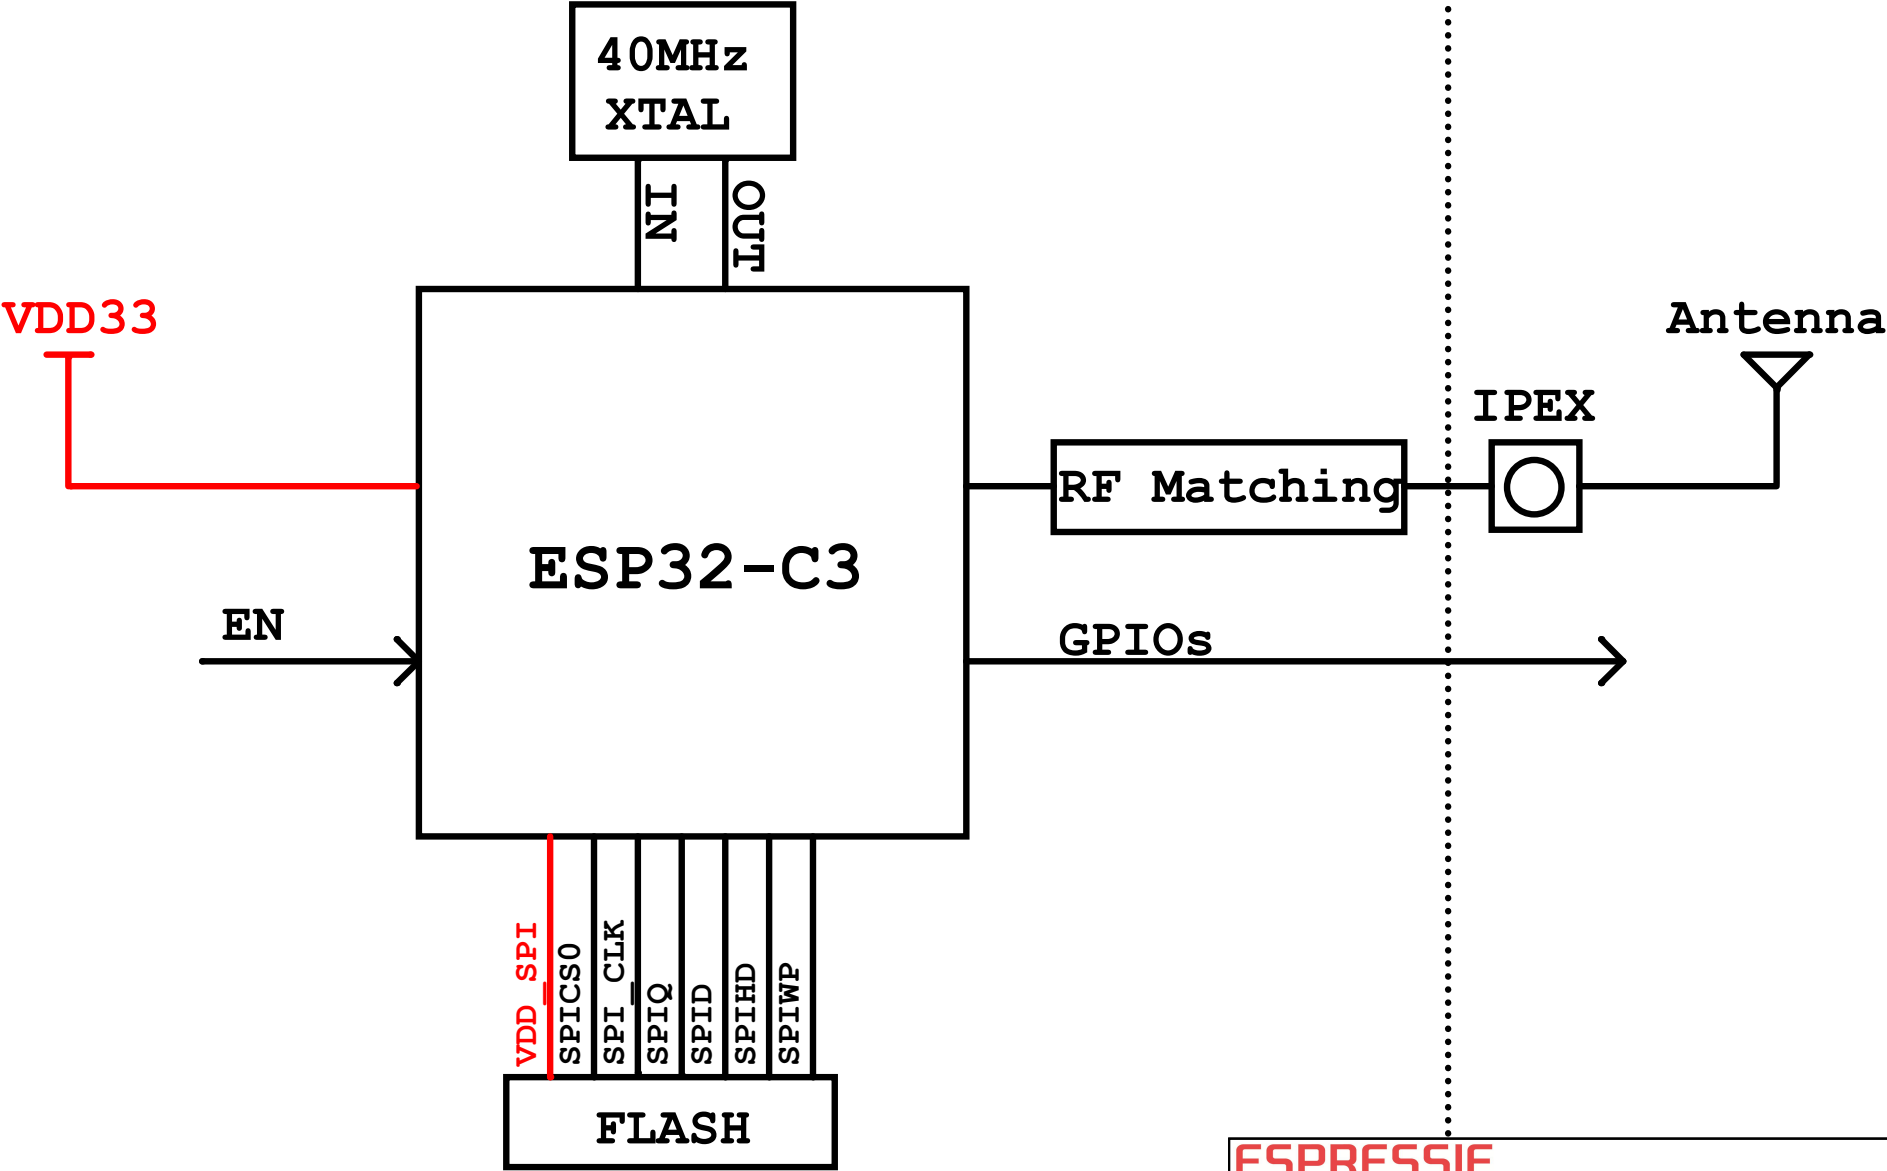 40MHz
XTAL
IN
OUT
VDD33
Antenna
IPEX
RF Matching
ESP32-C3
EN
GPIOs
VDD_SPI
SPICS0
SPI_CLK
SPIQ
SPID
SPIHD
SPIWP
FLASH
ESPRESSIF